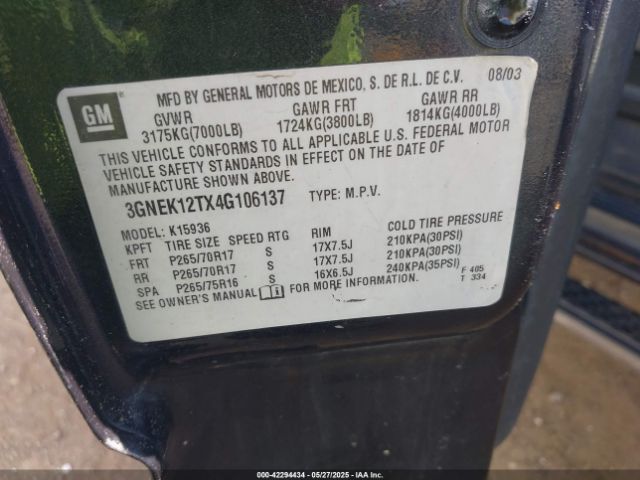 MFD BY GENERAL MOTORS DE MEXICO, S. DE R.L. DE C.V. 08/03
GM
GVWR GAWR FRT GAWR RR
3175KG(7000LB) 1724KG(3800LB) 1814KG(4000LB)
THIS VEHICLE CONFORMS TO ALL APPLICABLE U.S. FEDERAL MOTOR
VEHICLE SAFETY STANDARDS IN EFFECT ON THE DATE OF
MANUFACTURE SHOWN ABOVE.
3GNEK12TX4G106137 TYPE: M.P.V.
MODEL: K15936
KPFT TIRE SIZE SPEED RTG RIM COLD TIRE PRESSURE
FRT P265/70R17 S 17X7.5J 210KPA(30PSI)
RR P265/70R17 S 17X7.5J 210KPA(30PSI)
SPA P265/75R16 S 16X6.5J 240KPA(35PSI)
SEE OWNER'S MANUAL FOR MORE INFORMATION.
F 405
T 334
000-42294434 | 05/27/2025 | IAA Inc.